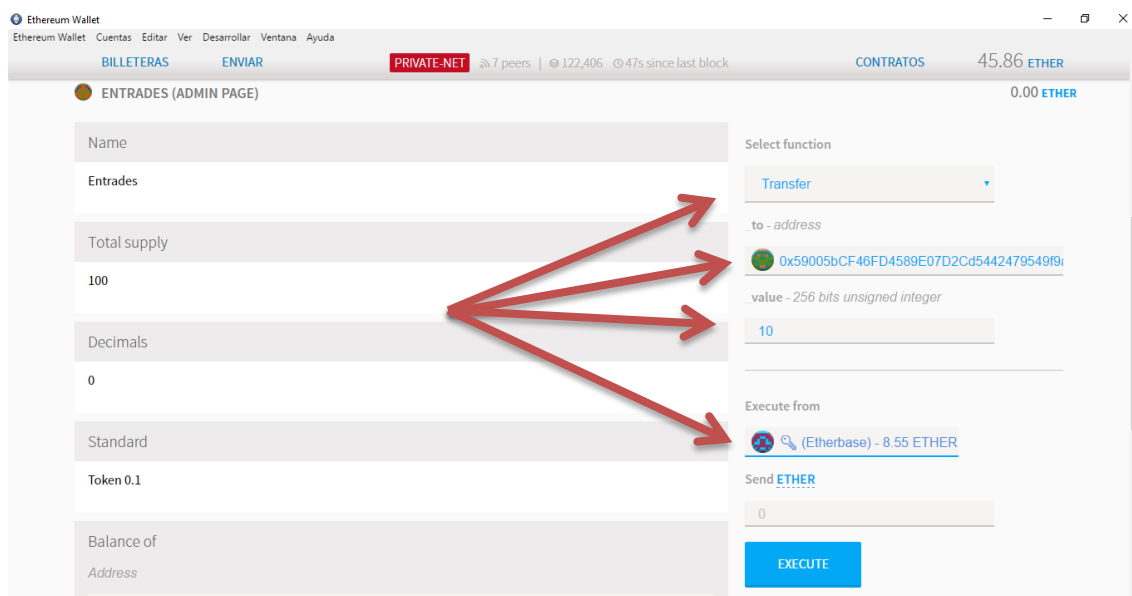 Ethereum Wallet
Ethereum Wallet Cuentas Editar Ver Desarrollar Ventana Ayuda
BILLETERAS ENVIAR PRIVATE-NET 7 peers | 122,406 47s since last block CONTRATOS 45.86 ETHER
ENTRADES (ADMIN PAGE) 0.00 ETHER
Name
Entrades
Total supply
100
Decimals
0
Standard
Token 0.1
Balance of
Address
Select function
Transfer
_to - address
0x59005bCF46FD4589E07D2Cd5442479549f9a
_value - 256 bits unsigned integer
10
Execute from
(Etherbase) - 8.55 ETHER
Send ETHER
0
EXECUTE